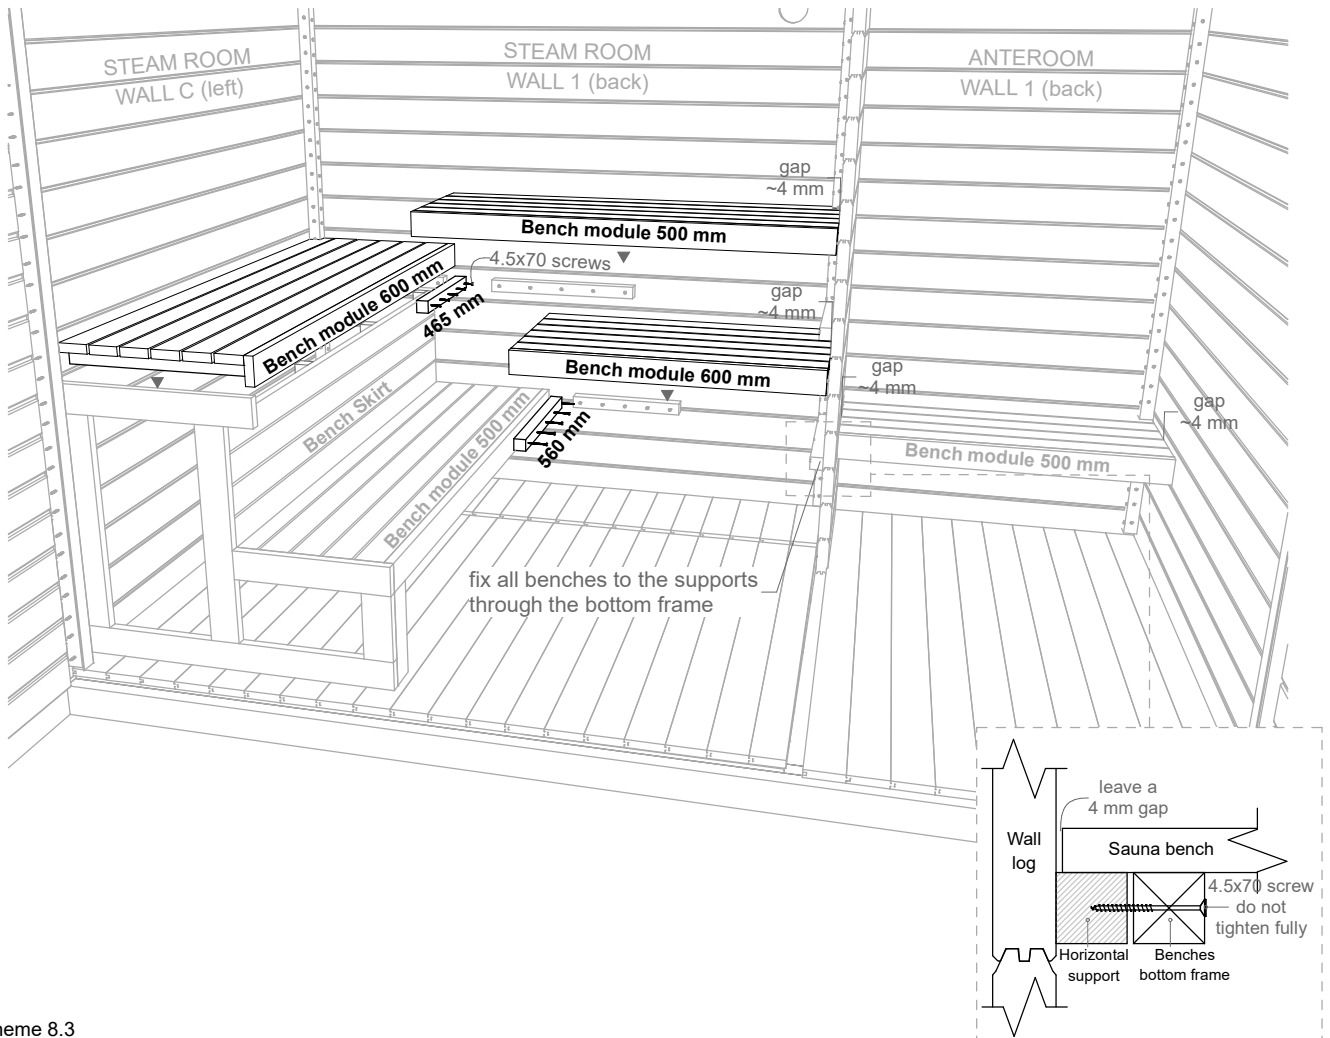 STEAM ROOM
WALL C (left)
STEAM ROOM
WALL 1 (back)
ANTEROOM
WALL 1 (back)
gap
~4 mm
Bench module 500 mm
4.5x70 screws
Bench module 600 mm
465 mm
gap
~4 mm
Bench module 600 mm
gap
~4 mm
gap
~4 mm
Bench Skirt
Bench module 500 mm
560 mm
Bench module 500 mm
fix all benches to the supports
through the bottom frame
leave a
4 mm gap
Wall
log
Sauna bench
4.5x70 screw
do not
tighten fully
Horizontal
support
Benches
bottom frame
heme 8.3